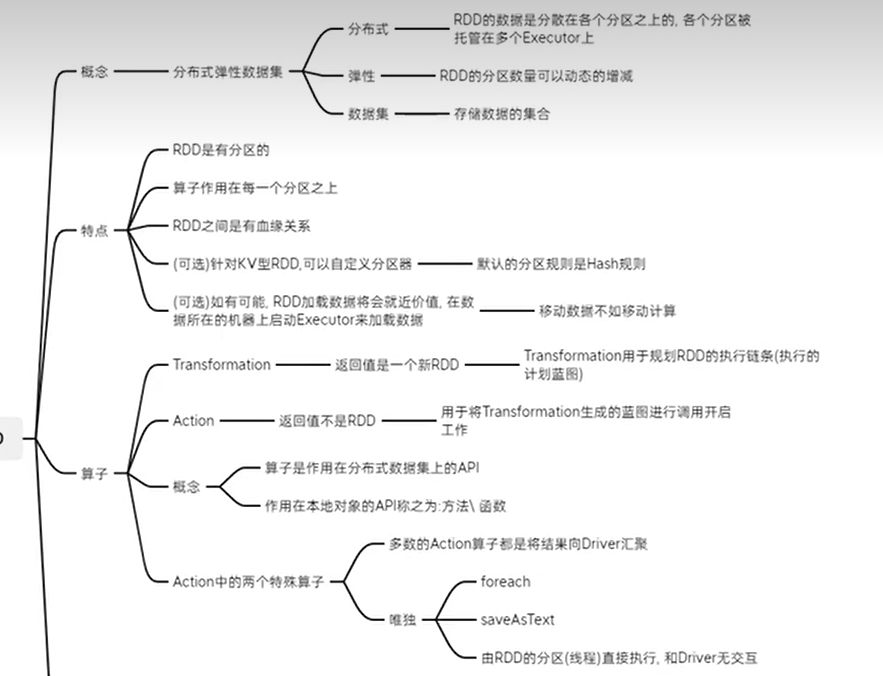 概念
分布式弹性数据集
分布式
RDD的数据是分散在各个分区之上的, 各个分区被
托管在多个Executor上
弹性
RDD的分区数量可以动态的增减
数据集
存储数据的集合
特点
RDD是有分区的
算子作用在每一个分区之上
RDD之间是有血缘关系
(可选)针对KV型RDD,可以自定义分区器
默认的分区规则是Hash规则
(可选)如有可能, RDD加载数据将会就近价值, 在数
据所在的机器上启动Executor来加载数据
移动数据不如移动计算
算子
Transformation
返回值是一个新RDD
Transformation用于规划RDD的执行链条(执行的
计划蓝图)
Action
返回值不是RDD
用于将Transformation生成的蓝图进行调用开启
工作
概念
算子是作用在分布式数据集上的API
作用在本地对象的API称之为:方法\ 函数
Action中的两个特殊算子
多数的Action算子都是将结果向Driver汇聚
唯独
foreach
saveAsText
由RDD的分区(线程)直接执行, 和Driver无交互